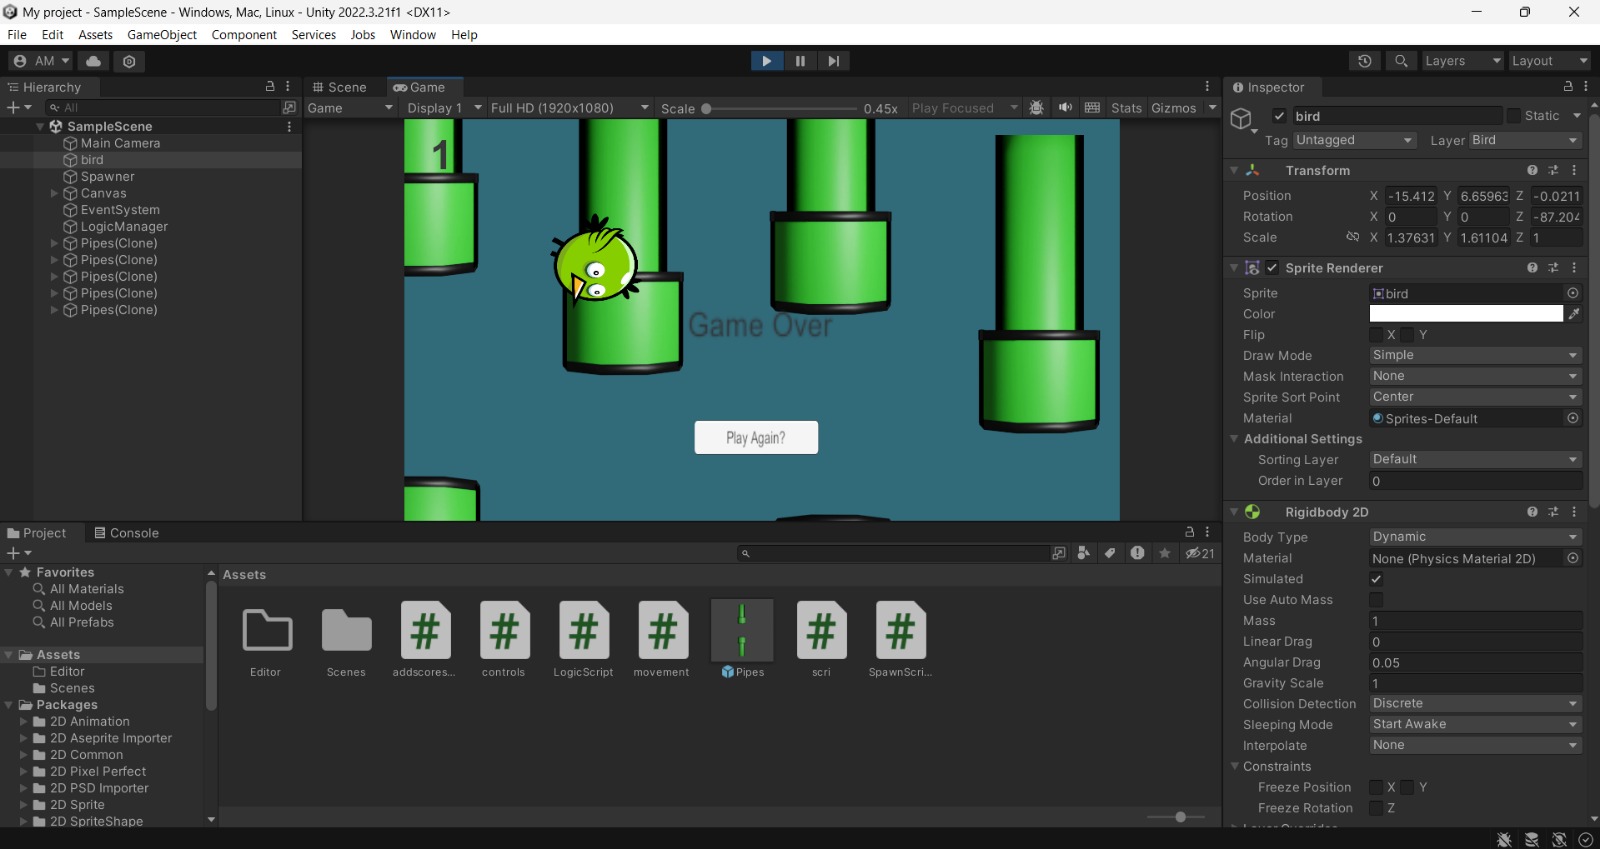 My project - SampleScene - Windows, Mac, Linux - Unity 2022.3.21f1 <DX11>
File Edit Assets GameObject Component Services Jobs Window Help
AM Layers Layout
Hierarchy
All
SampleScene
Main Camera
bird
Spawner
Canvas
EventSystem
LogicManager
Pipes(Clone)
Pipes(Clone)
Pipes(Clone)
Pipes(Clone)
Pipes(Clone)
Scene Game
Game Display 1 Full HD (1920x1080) Scale 0.45x Play Focused Stats Gizmos
1
Game Over
Play Again?
Inspector
bird Static
Tag Untagged Layer Bird
Transform
Position X -15.412 Y 6.65963 Z -0.0211
Rotation X 0 Y 0 Z -87.204
Scale X 1.37631 Y 1.61104 Z 1
Sprite Renderer
Sprite bird
Color
Flip X Y
Draw Mode Simple
Mask Interaction None
Sprite Sort Point Center
Material Sprites-Default
Additional Settings
Sorting Layer Default
Order in Layer 0
Rigidbody 2D
Body Type Dynamic
Material None (Physics Material 2D)
Simulated
Use Auto Mass
Mass 1
Linear Drag 0
Angular Drag 0.05
Gravity Scale 1
Collision Detection Discrete
Sleeping Mode Start Awake
Interpolate None
Constraints
Freeze Position X Y
Freeze Rotation Z
Project Console
21
Favorites
All Materials
All Models
All Prefabs
Assets
Editor
Scenes
Packages
2D Animation
2D Aseprite Importer
2D Common
2D Pixel Perfect
2D PSD Importer
2D Sprite
2D SpriteShape
Assets
Editor Scenes addscores... controls LogicScript movement Pipes scri SpawnScri...